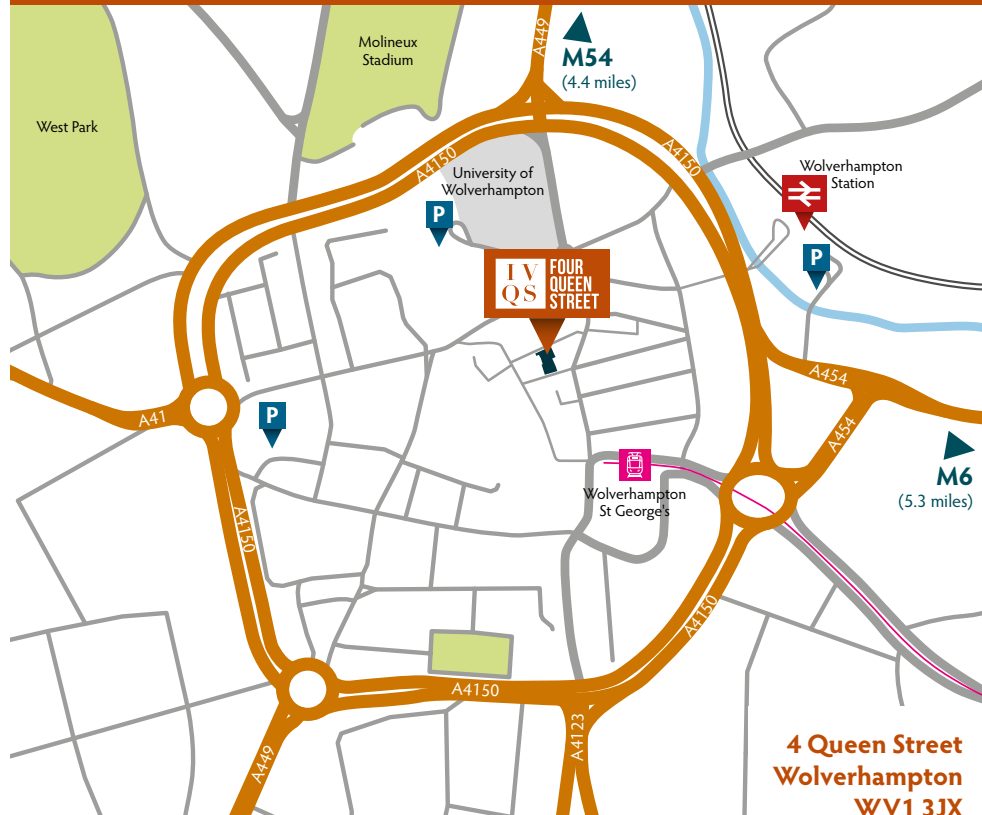 A449
M54
(4.4 miles)
Molineux
Stadium
West Park
A4150
A4150
University of
Wolverhampton
Wolverhampton
Station
P
P
IV
QS
FOUR
QUEEN
STREET
A454
A41
P
A454
M6
(5.3 miles)
Wolverhampton
St George's
A4150
A4150
A4150
A4123
A449
4 Queen Street
Wolverhampton
WV1 3JX